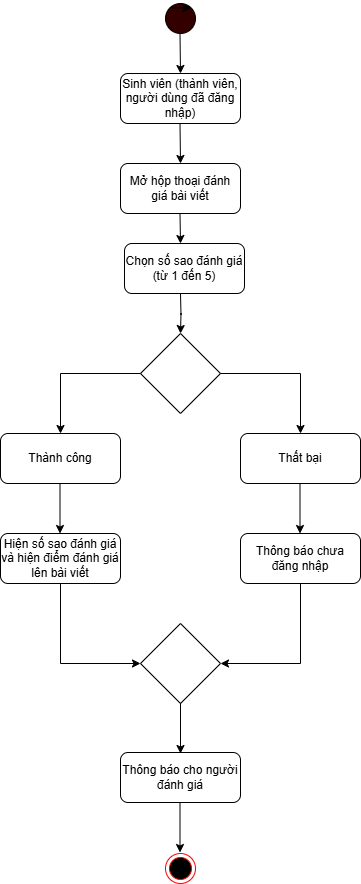 Sinh viên (thành viên,
người dùng đã đăng
nhập)
Mở hộp thoại đánh
giá bài viết
Chọn số sao đánh giá
(từ 1 đến 5)
Thành công
Thất bại
Hiện số sao đánh giá
và hiện điểm đánh giá
lên bài viết
Thông báo chưa
đăng nhập
Thông báo cho người
đánh giá